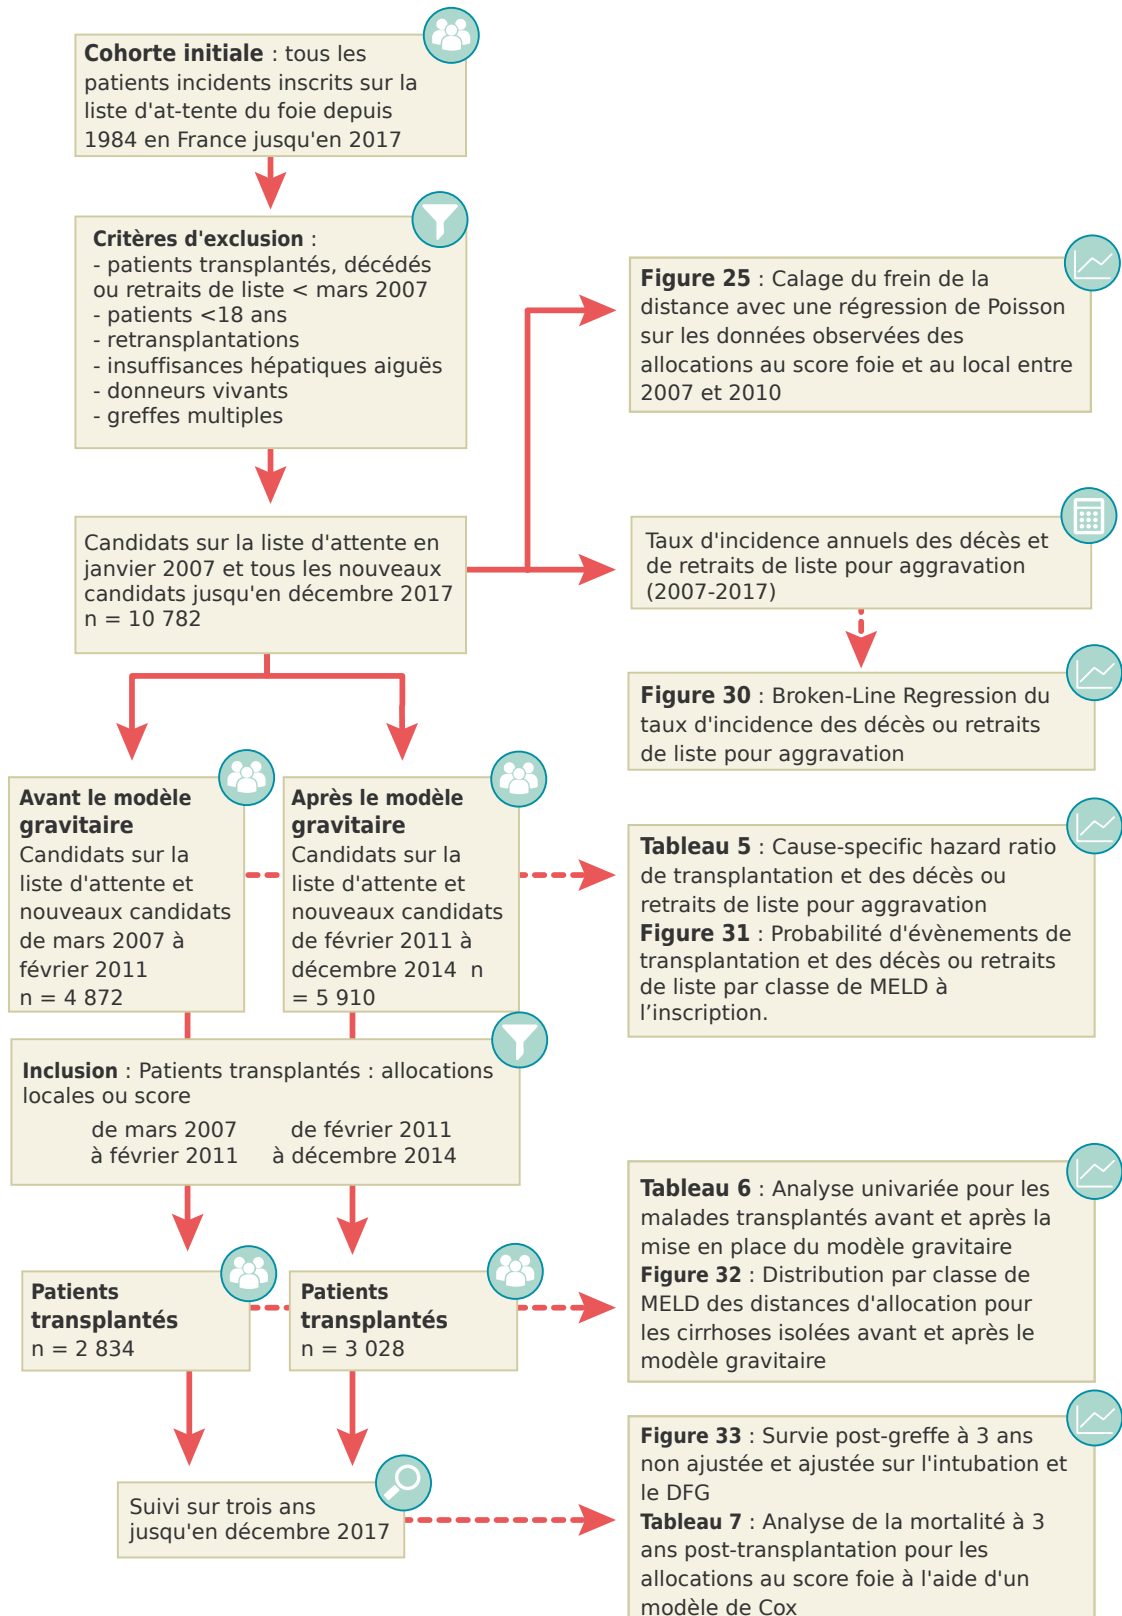 Cohorte initiale : tous les
patients incidents inscrits sur la
liste d'at-tente du foie depuis
1984 en France jusqu'en 2017
Critères d'exclusion :
- patients transplantés, décédés
ou retraits de liste < mars 2007
- patients <18 ans
- retransplantations
- insuffisances hépatiques aiguës
- donneurs vivants
- greffes multiples
Figure 25 : Calage du frein de la
distance avec une régression de Poisson
sur les données observées des
allocations au score foie et au local entre
2007 et 2010
Candidats sur la liste d'attente en
janvier 2007 et tous les nouveaux
candidats jusqu'en décembre 2017
n = 10 782
Taux d'incidence annuels des décès et
de retraits de liste pour aggravation
(2007-2017)
Figure 30 : Broken-Line Regression du
taux d'incidence des décès ou retraits
de liste pour aggravation
Avant le modèle
gravitaire
Candidats sur la
liste d'attente et
nouveaux candidats
de mars 2007 à
février 2011
n = 4 872
Après le modèle
gravitaire
Candidats sur la
liste d'attente et
nouveaux candidats
de février 2011 à
décembre 2014  n
= 5 910
Tableau 5 : Cause-specific hazard ratio
de transplantation et des décès ou
retraits de liste pour aggravation
Figure 31 : Probabilité d'évènements de
transplantation et des décès ou retraits
de liste par classe de MELD à
l’inscription.
Inclusion : Patients transplantés : allocations
locales ou score
de mars 2007
à février 2011
de février 2011
à décembre 2014
Patients
transplantés
n = 2 834
Patients
transplantés
n = 3 028
Tableau 6 : Analyse univariée pour les
malades transplantés avant et après la
mise en place du modèle gravitaire
Figure 32 : Distribution par classe de
MELD des distances d'allocation pour
les cirrhoses isolées avant et après le
modèle gravitaire
Suivi sur trois ans
jusqu'en décembre 2017
Figure 33 : Survie post-greffe à 3 ans
non ajustée et ajustée sur l'intubation et
le DFG
Tableau 7 : Analyse de la mortalité à 3
ans post-transplantation pour les
allocations au score foie à l'aide d'un
modèle de Cox